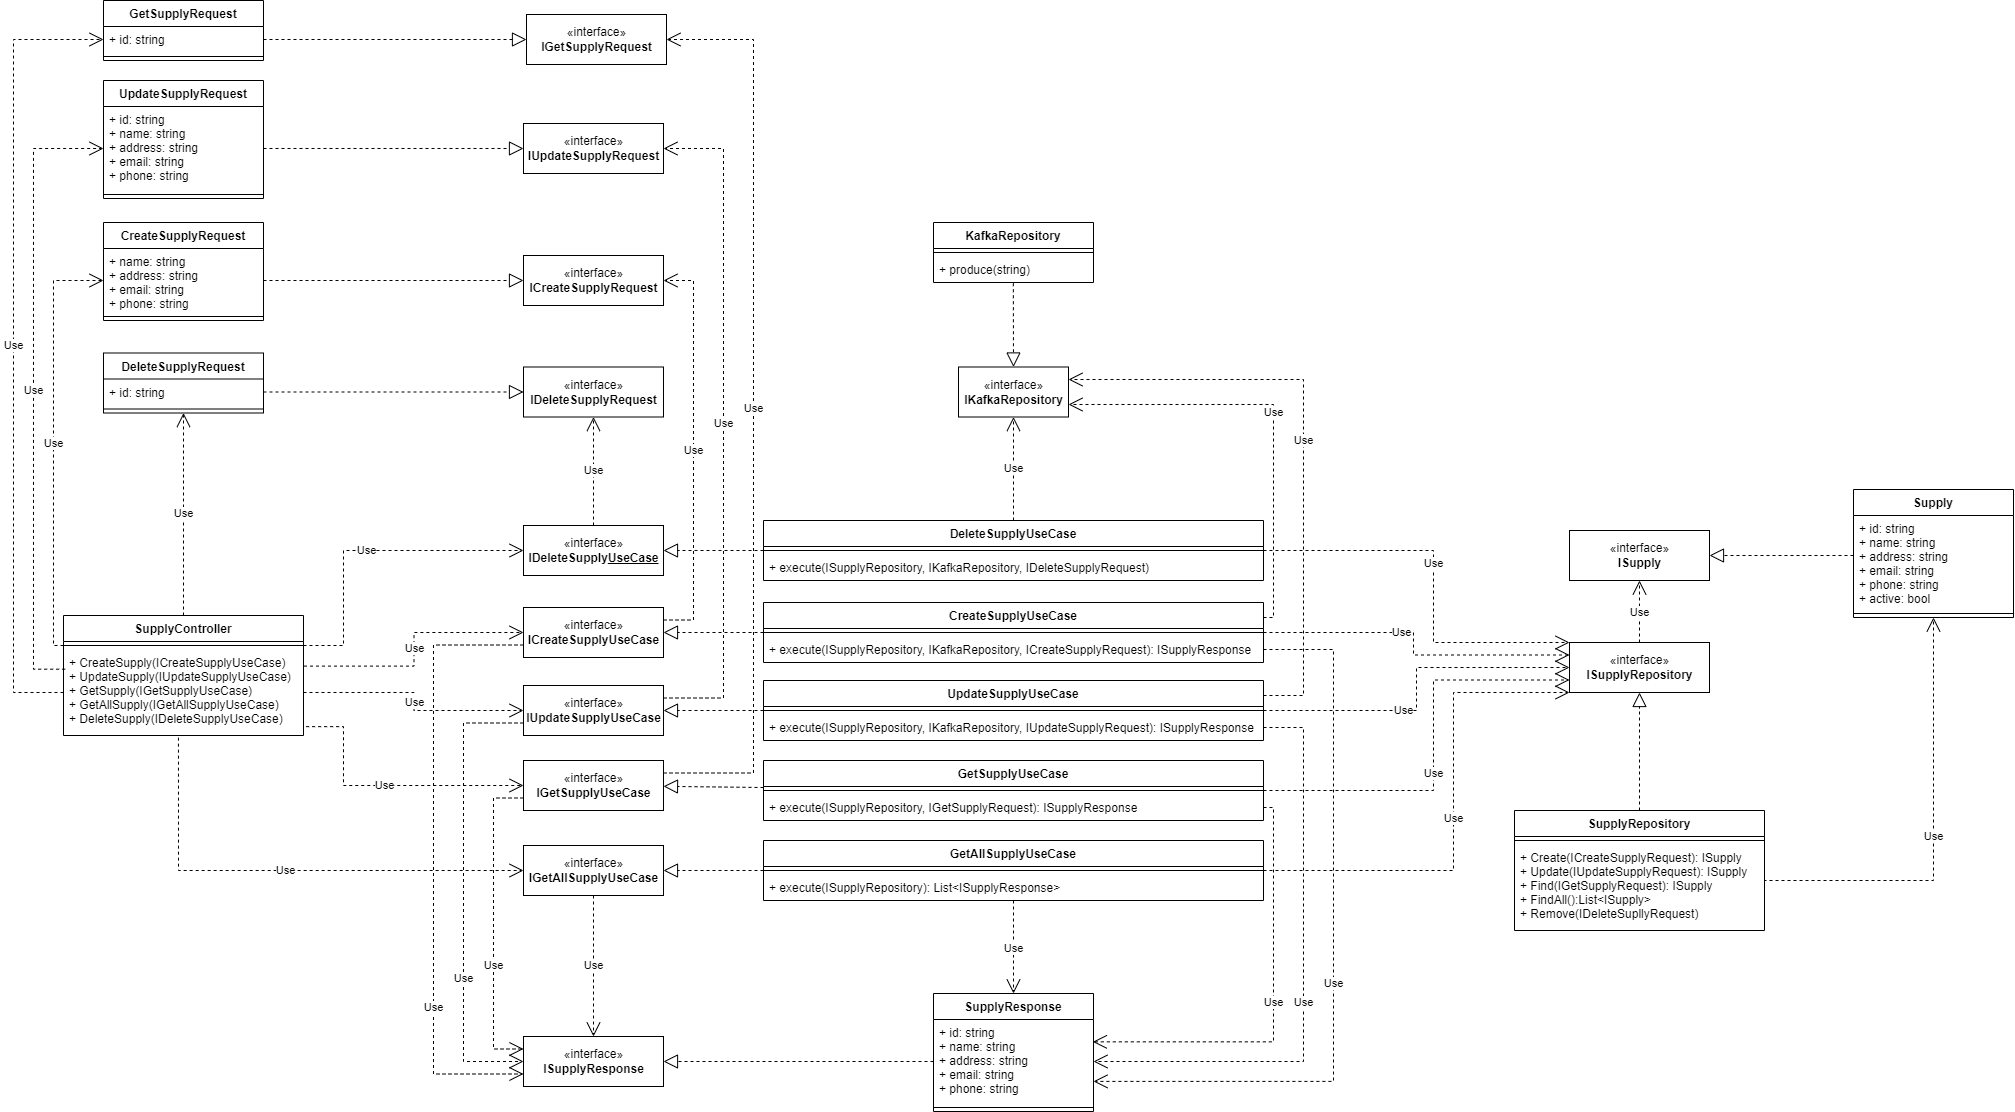 GetSupplyRequest
+ id: string
«interface»
IGetSupplyRequest
UpdateSupplyRequest
+ id: string
+ name: string
+ address: string
+ email: string
+ phone: string
«interface»
IUpdateSupplyRequest
CreateSupplyRequest
+ name: string
+ address: string
+ email: string
+ phone: string
«interface»
ICreateSupplyRequest
KafkaRepository
+ produce(string)
Use
Use
Use
DeleteSupplyRequest
+ id: string
«interface»
IDeleteSupplyRequest
«interface»
IKafkaRepository
Use
Use
Use
Use
Use
Use
Use
Use
Use
«interface»
IDeleteSupplyUseCase
Use
DeleteSupplyUseCase
+ execute(ISupplyRepository, IKafkaRepository, IDeleteSupplyRequest)
Use
«interface»
ISupply
Supply
+ id: string
+ name: string
+ address: string
+ email: string
+ phone: string
+ active: bool
Use
SupplyController
+ CreateSupply(ICreateSupplyUseCase)
+ UpdateSupply(IUpdateSupplyUseCase)
+ GetSupply(IGetSupplyUseCase)
+ GetAllSupply(IGetAllSupplyUseCase)
+ DeleteSupply(IDeleteSupplyUseCase)
Use
«interface»
ICreateSupplyUseCase
CreateSupplyUseCase
+ execute(ISupplyRepository, IKafkaRepository, ICreateSupplyRequest): ISupplyResponse
Use
«interface»
ISupplyRepository
Use
«interface»
IUpdateSupplyUseCase
UpdateSupplyUseCase
+ execute(ISupplyRepository, IKafkaRepository, IUpdateSupplyRequest): ISupplyResponse
Use
Use
«interface»
IGetSupplyUseCase
GetSupplyUseCase
+ execute(ISupplyRepository, IGetSupplyRequest): ISupplyResponse
Use
Use
SupplyRepository
+ Create(ICreateSupplyRequest): ISupply
+ Update(IUpdateSupplyRequest): ISupply
+ Find(IGetSupplyRequest): ISupply
+ FindAll():List<ISupply>
+ Remove(IDeleteSupllyRequest)
Use
Use
«interface»
IGetAllSupplyUseCase
GetAllSupplyUseCase
+ execute(ISupplyRepository): List<ISupplyResponse>
Use
Use
Use
Use
Use
Use
Use
Use
«interface»
ISupplyResponse
SupplyResponse
+ id: string
+ name: string
+ address: string
+ email: string
+ phone: string